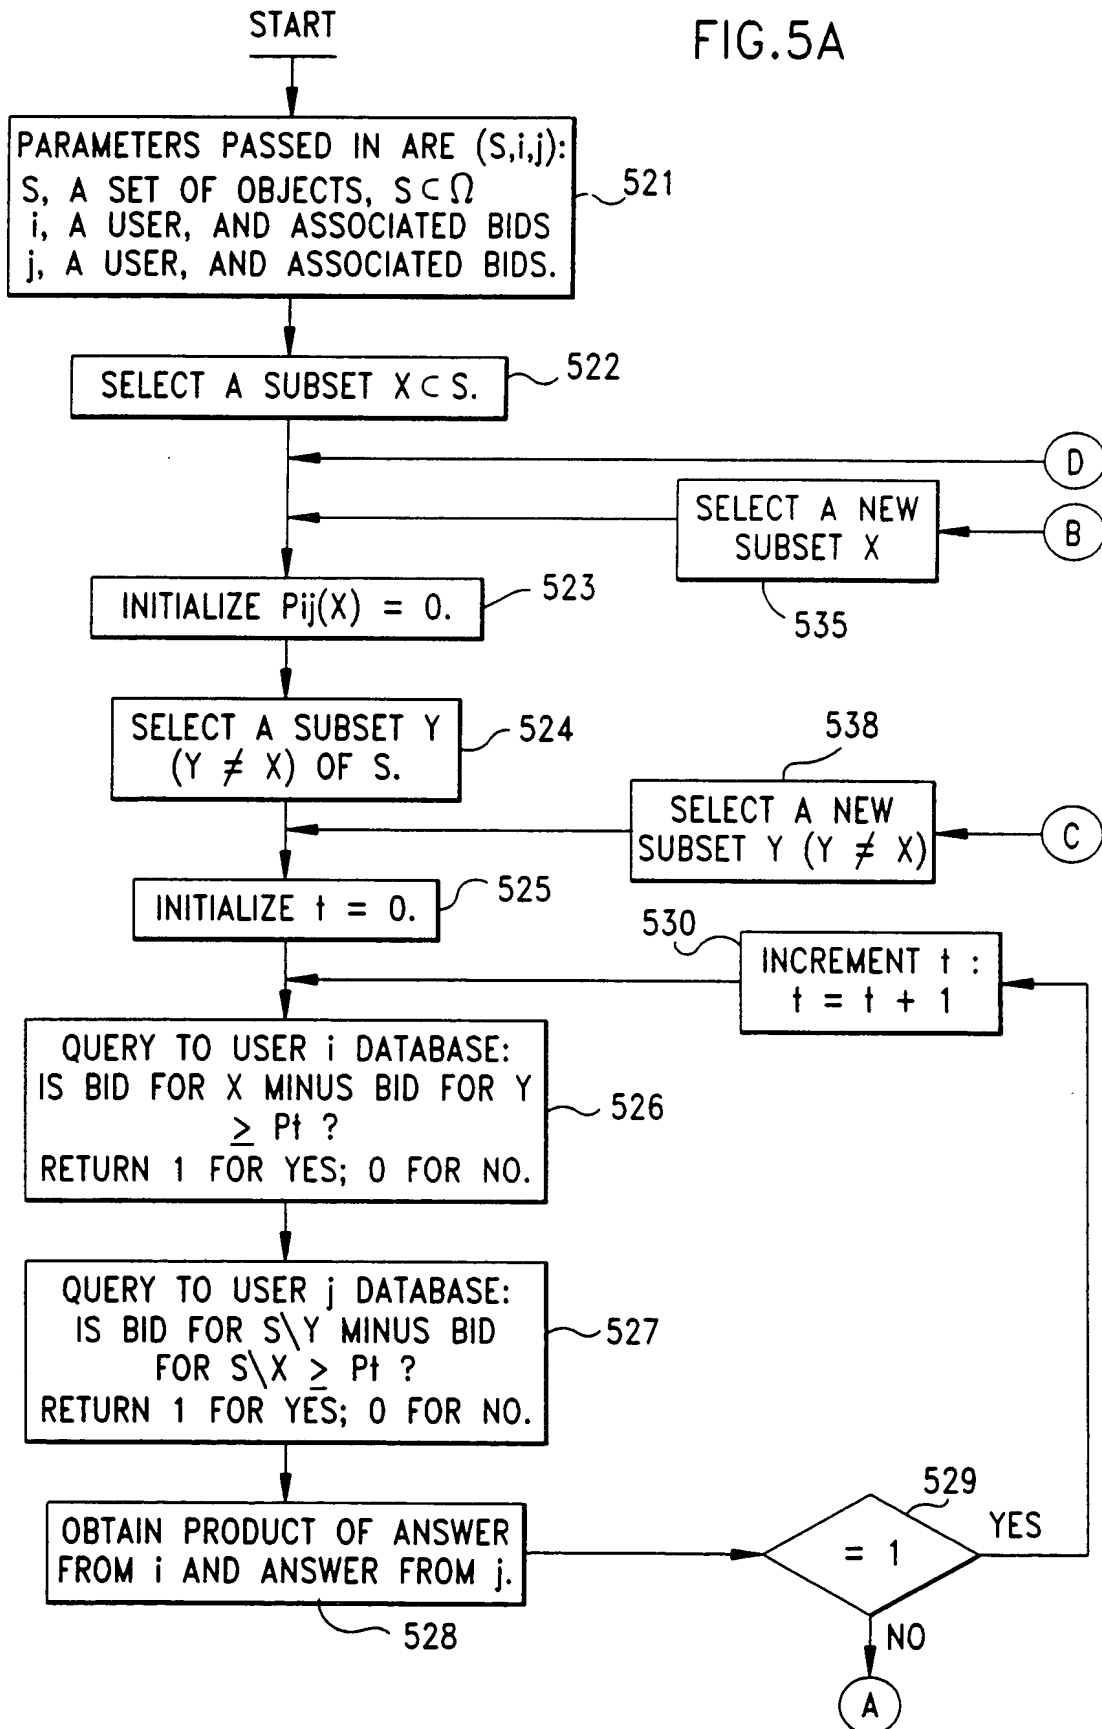 START
FIG.5A
PARAMETERS PASSED IN ARE (S,i,j):
S, A SET OF OBJECTS, S⊂Ω
i, A USER, AND ASSOCIATED BIDS
j, A USER, AND ASSOCIATED BIDS.
521
SELECT A SUBSET X⊂S.
522
D
SELECT A NEW
SUBSET X
B
535
INITIALIZE Pij(X) = 0.
523
SELECT A SUBSET Y
(Y ≠ X) OF S.
524
538
SELECT A NEW
SUBSET Y (Y ≠ X)
C
INITIALIZE t = 0.
525
530
INCREMENT t :
t = t + 1
QUERY TO USER i DATABASE:
IS BID FOR X MINUS BID FOR Y
≥ Pt ?
RETURN 1 FOR YES; 0 FOR NO.
526
QUERY TO USER j DATABASE:
IS BID FOR S\Y MINUS BID
FOR S\X ≥ Pt ?
RETURN 1 FOR YES; 0 FOR NO.
527
OBTAIN PRODUCT OF ANSWER
FROM i AND ANSWER FROM j.
528
529
= 1
YES
NO
A